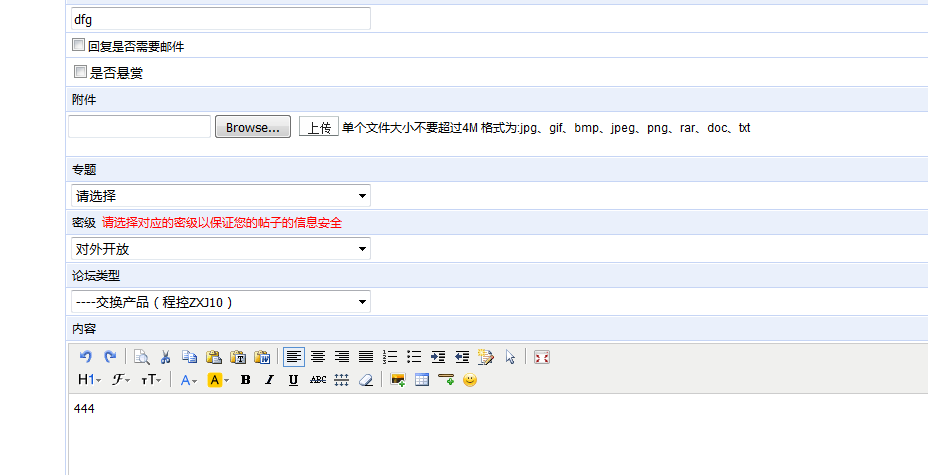 dfg
回复是否需要邮件
是否悬赏
附件
Browse... 上传 单个文件大小不要超过4M 格式为:jpg、gif、bmp、jpeg、png、rar、doc、txt
专题
请选择
密级 请选择对应的密级以保证您的帖子的信息安全
对外开放
论坛类型
----交换产品（程控ZXJ10）
内容
H1 F тT A A B I U ABC
444